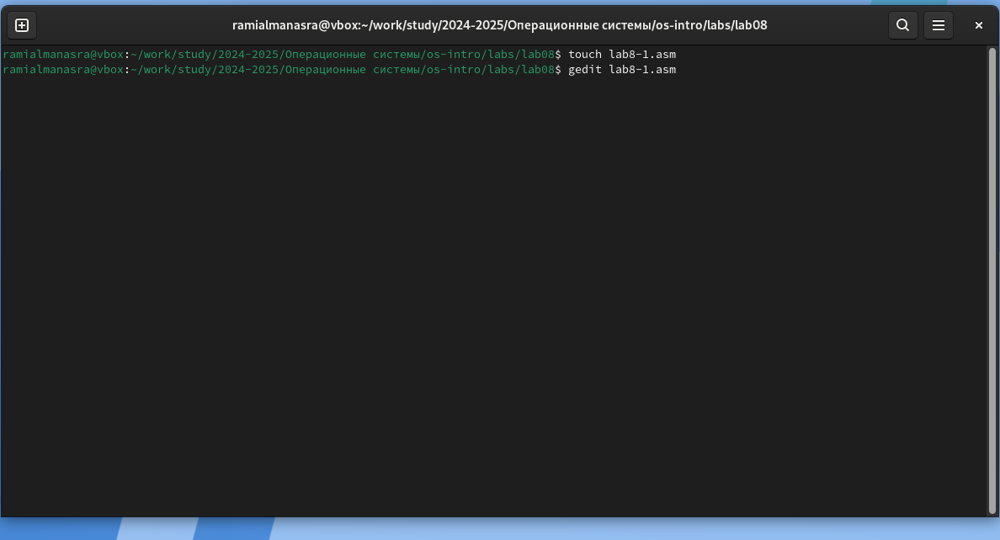 ramialmanasra@vbox:~/work/study/2024-2025/Операционные системы/os-intro/labs/lab08
ramialmanasra@vbox:~/work/study/2024-2025/Операционные системы/os-intro/labs/lab08$ touch lab8-1.asm
ramialmanasra@vbox:~/work/study/2024-2025/Операционные системы/os-intro/labs/lab08$ gedit lab8-1.asm